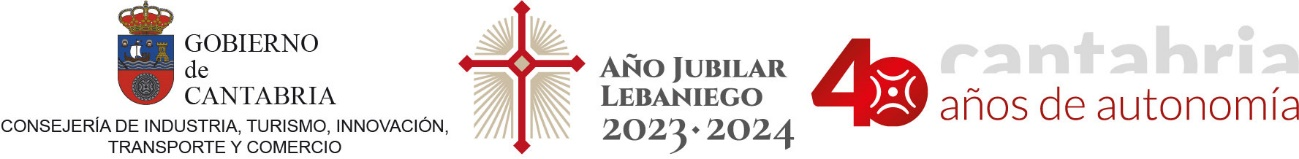 GOBIERNO
de
CANTABRIA
CONSEJERÍA DE INDUSTRIA, TURISMO, INNOVACIÓN,
TRANSPORTE Y COMERCIO
AÑO JUBILAR
LEBANIEGO
2023·2024
40
cantabria
años de autonomía